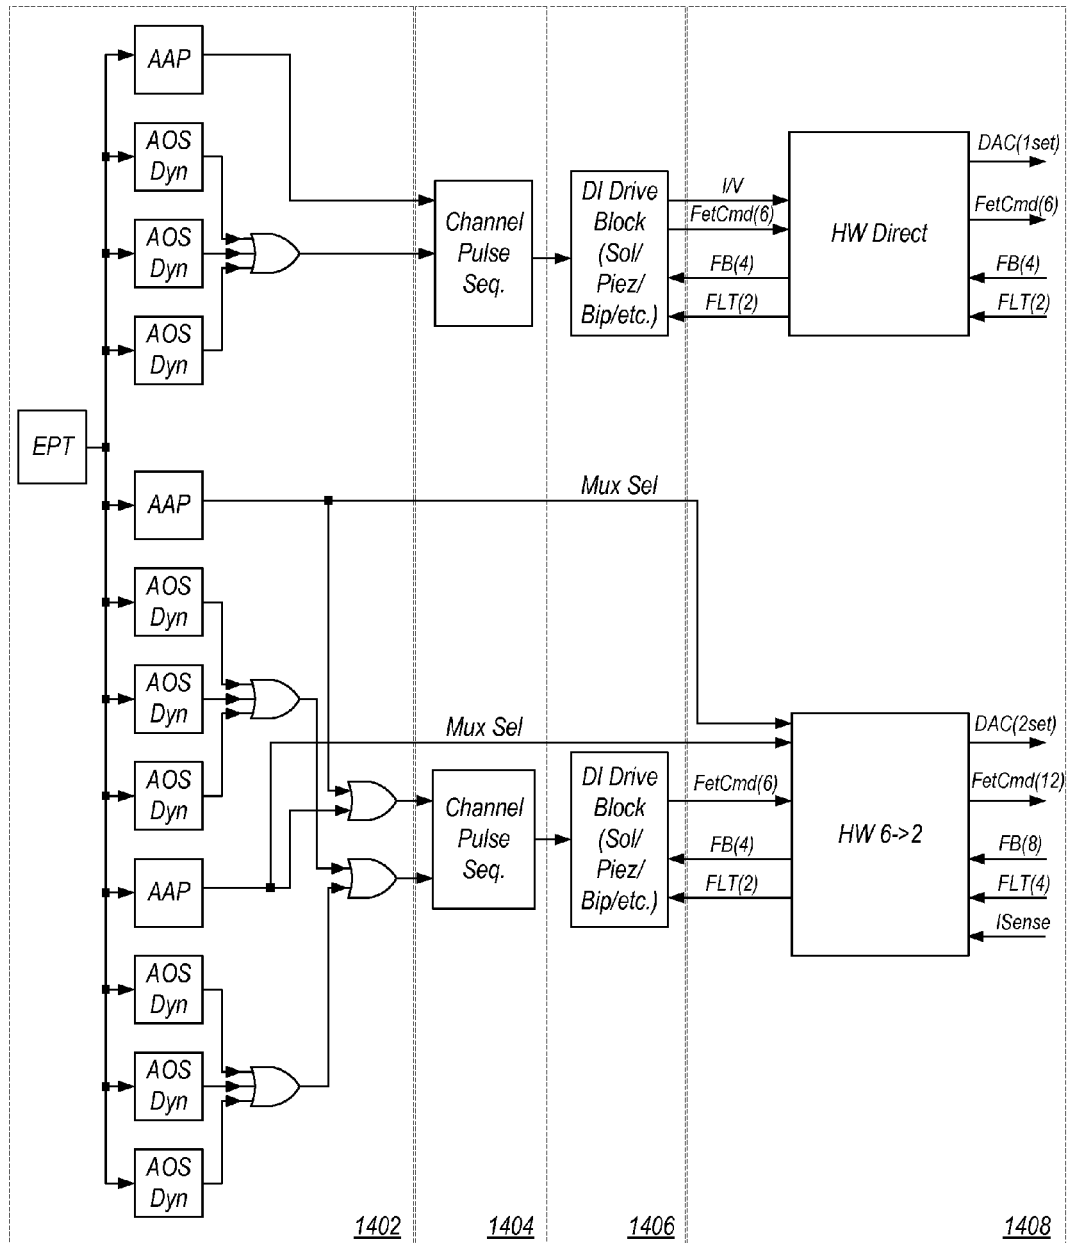 AAP
AOS
Dyn
AOS
Dyn
AOS
Dyn
Channel
Pulse
Seq.
DI Drive
Block
(Sol/
Piez/
Bip/etc.)
I/V
FetCmd(6)
FB(4)
FLT(2)
HW Direct
DAC(1set)
FetCmd(6)
FB(4)
FLT(2)
EPT
AAP
Mux Sel
AOS
Dyn
AOS
Dyn
AOS
Dyn
Mux Sel
AAP
Channel
Pulse
Seq.
DI Drive
Block
(Sol/
Piez/
Bip/etc.)
FetCmd(6)
FB(4)
FLT(2)
HW 6->2
DAC(2set)
FetCmd(12)
FB(8)
FLT(4)
ISense
AOS
Dyn
AOS
Dyn
AOS
Dyn
1402
1404
1406
1408